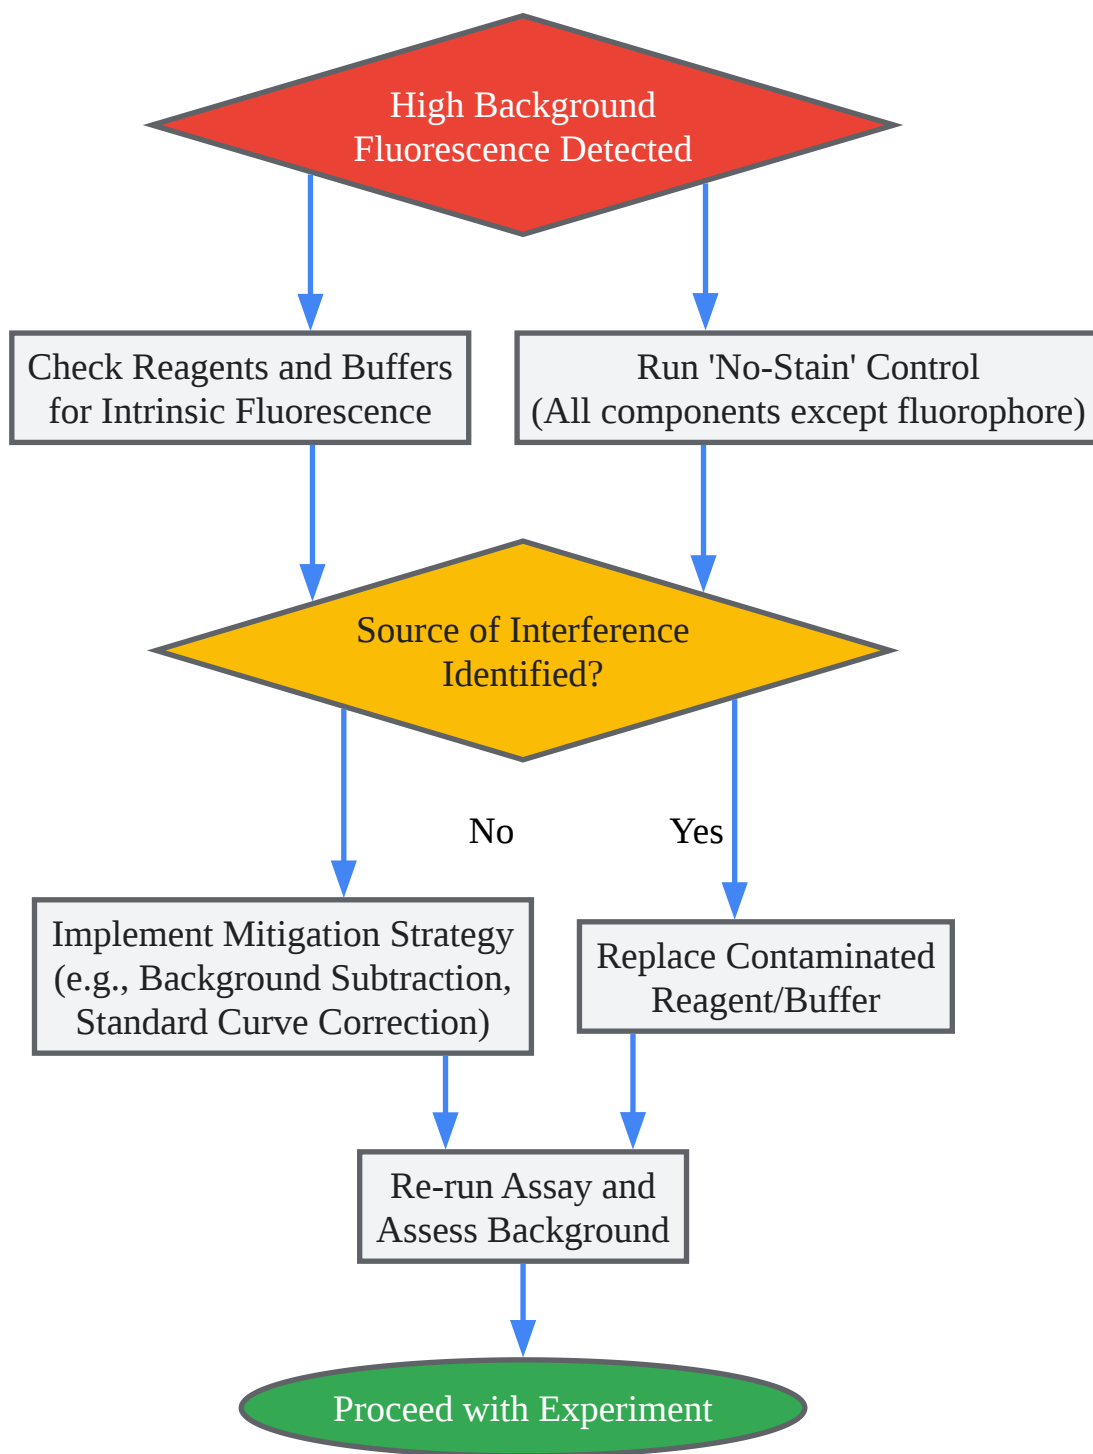 High Background
Fluorescence Detected
Check Reagents and Buffers
for Intrinsic Fluorescence
Run 'No-Stain' Control
(All components except fluorophore)
Source of Interference
Identified?
No
Yes
Implement Mitigation Strategy
(e.g., Background Subtraction,
Standard Curve Correction)
Replace Contaminated
Reagent/Buffer
Re-run Assay and
Assess Background
Proceed with Experiment